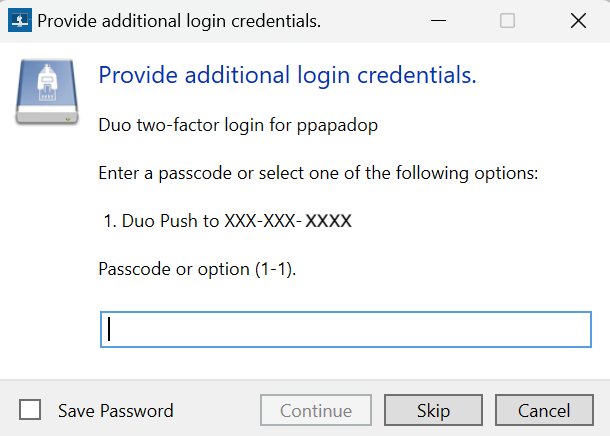 Provide additional login credentials.
Provide additional login credentials.
Duo two-factor login for ppapadop
Enter a passcode or select one of the following options:
1. Duo Push to XXX-XXX-XXXX
Passcode or option (1-1).
Save Password
Continue
Skip
Cancel